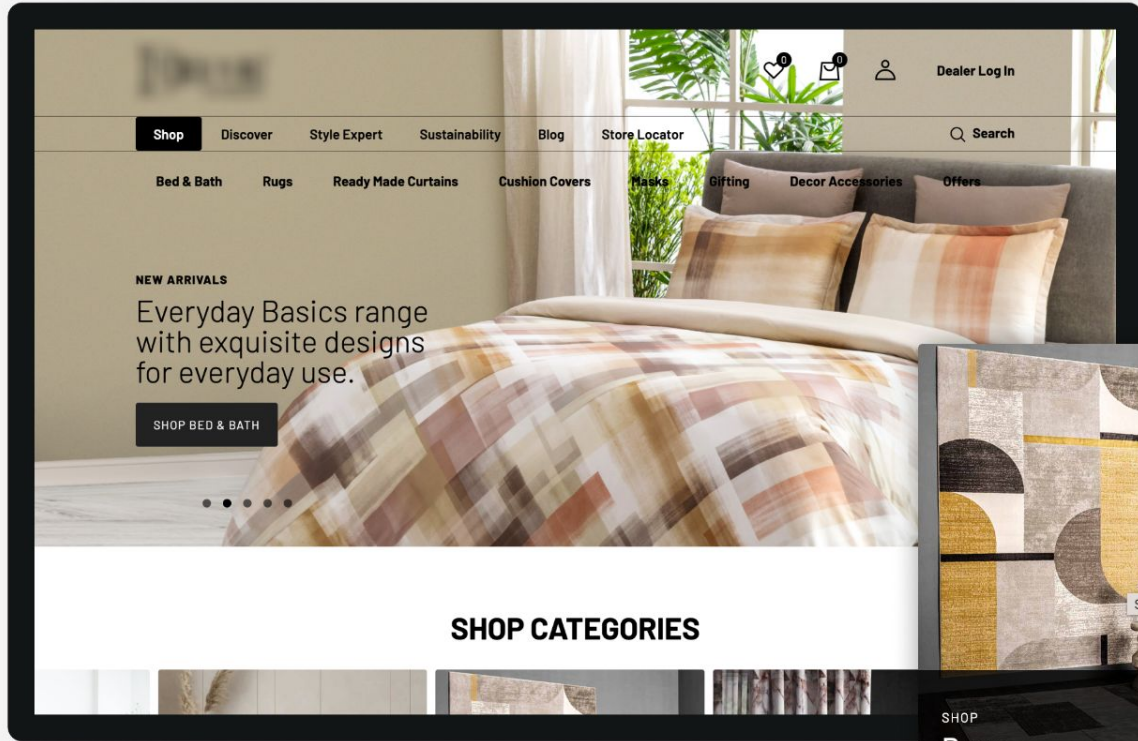 0
0
Dealer Log In
Shop
Discover
Style Expert
Sustainability
Blog
Store Locator
Search
Bed & Bath
Rugs
Ready Made Curtains
Cushion Covers
Masks
Gifting
Decor Accessories
Offers
NEW ARRIVALS
Everyday Basics range
with exquisite designs
for everyday use.
SHOP BED & BATH
SHOP CATEGORIES
SHOP